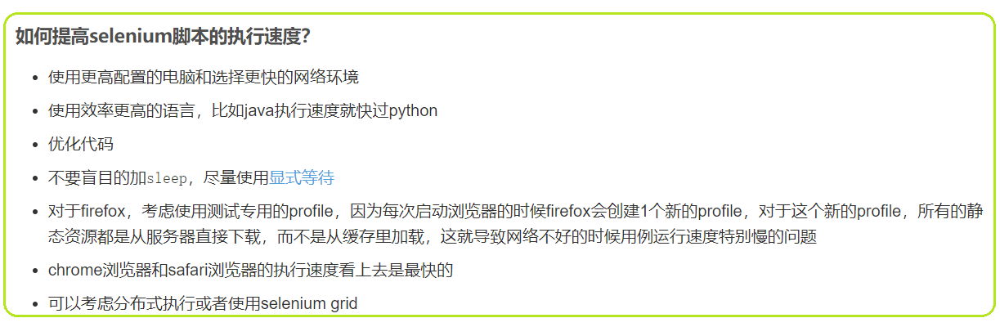 如何提高selenium脚本的执行速度?
使用更高配置的电脑和选择更快的网络环境
使用效率更高的语言，比如java执行速度就快过python
优化代码
不要盲目的加sleep，尽量使用显式等待
对于firefox，考虑使用测试专用的profile，因为每次启动浏览器的时候firefox会创建1个新的profile，对于这个新的profile，所有的静
态资源都是从服务器直接下载，而不是从缓存里加载，这就导致网络不好的时候用例运行速度特别慢的问题
chrome浏览器和safari浏览器的执行速度看上去是最快的
可以考虑分布式执行或者使用selenium grid